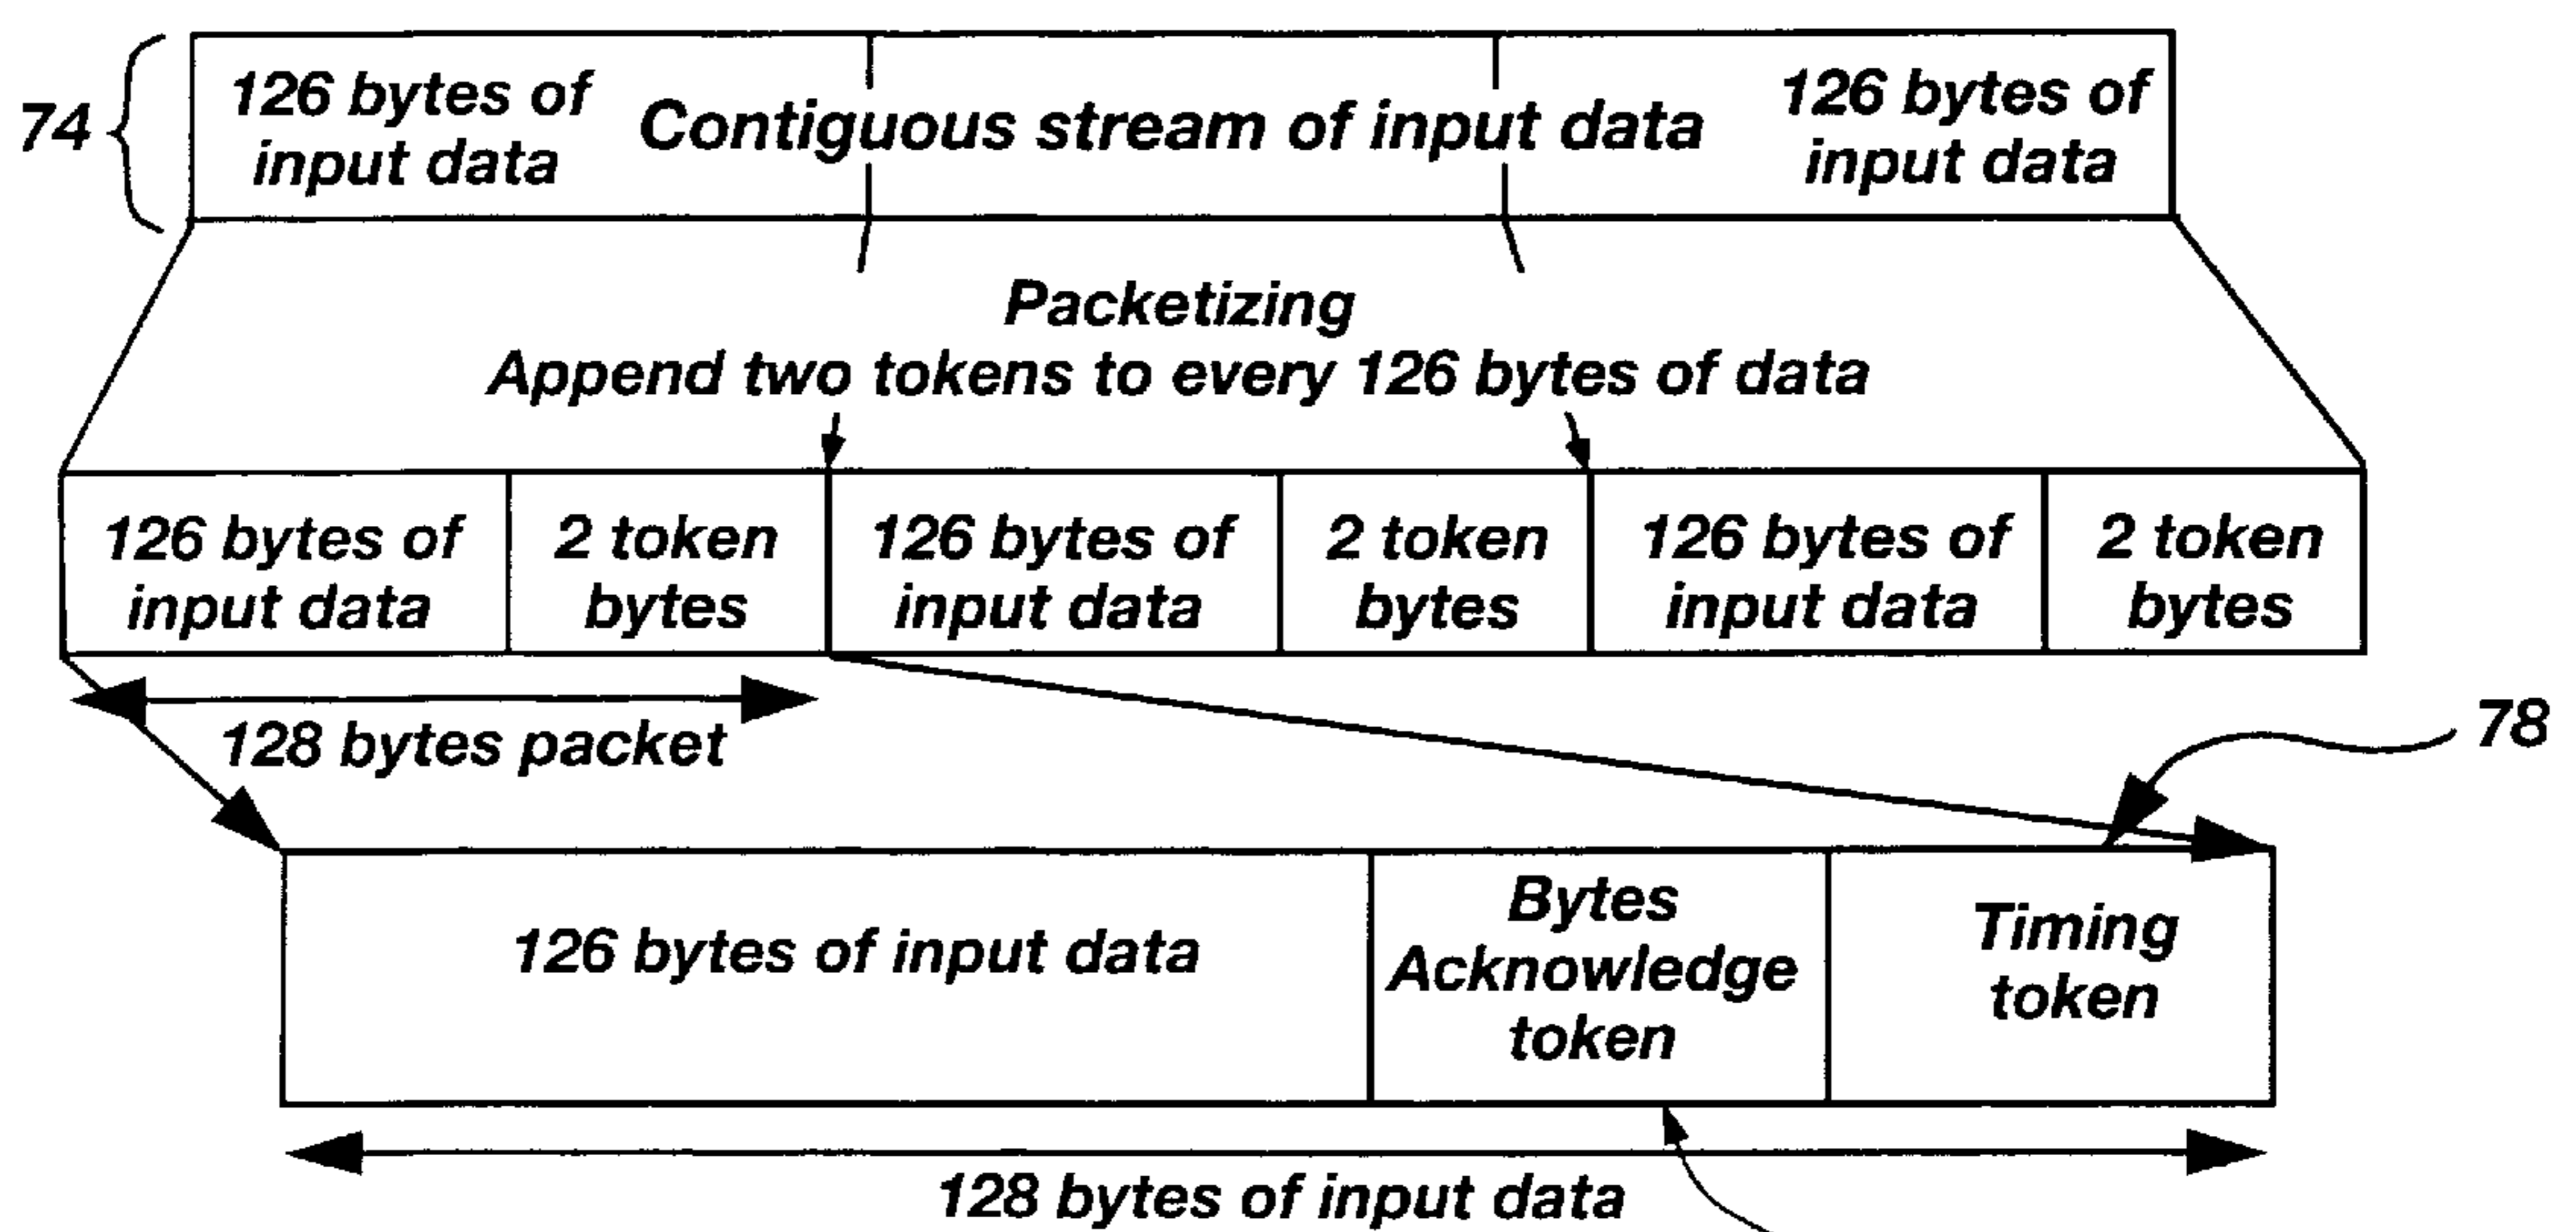 74
126 bytes of
input data
Contiguous stream of input data
126 bytes of
input data
Packetizing
Append two tokens to every 126 bytes of data
126 bytes of
input data
2 token
bytes
126 bytes of
input data
2 token
bytes
126 bytes of
input data
2 token
bytes
128 bytes packet
78
126 bytes of input data
Bytes
Acknowledge
token
Timing
token
128 bytes of input data